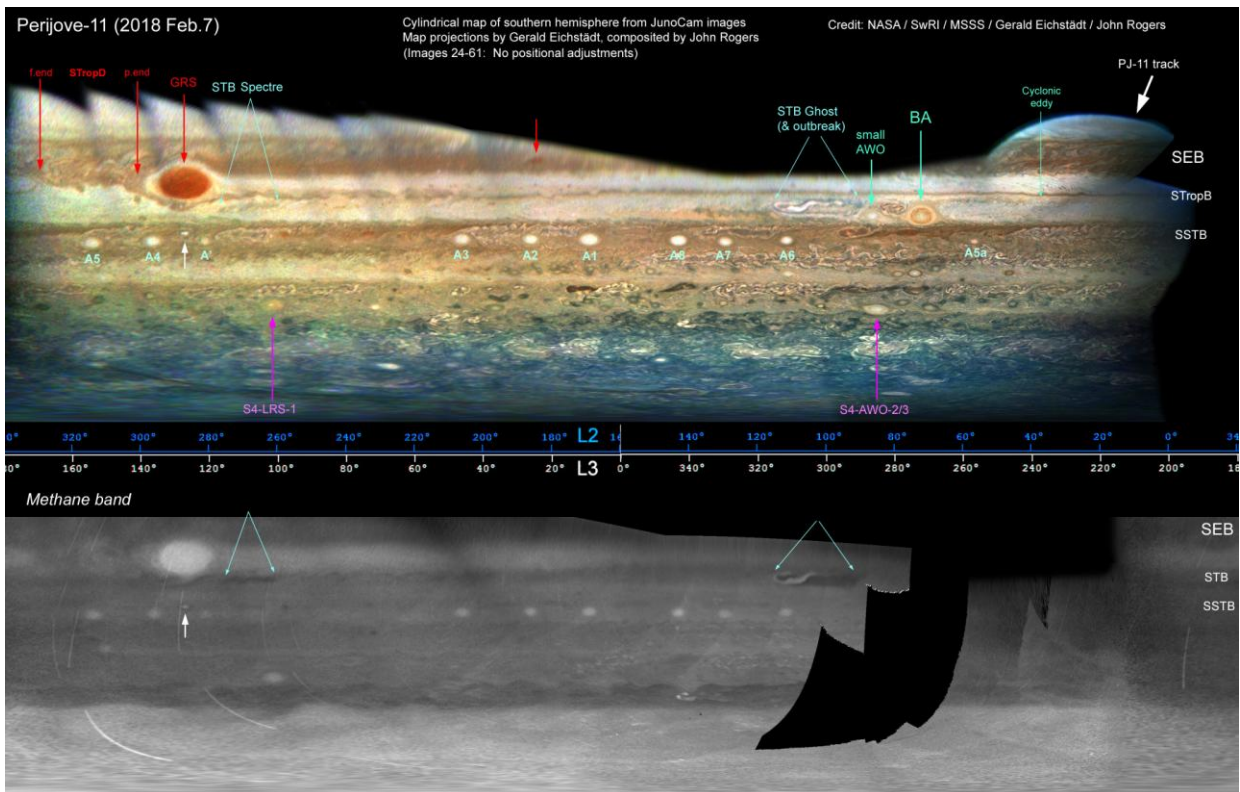 Perijove-11 (2018 Feb.7)
Cylindrical map of southern hemisphere from JunoCam images
Map projections by Gerald Eichstädt, composited by John Rogers
(Images 24-61: No positional adjustments)
Credit: NASA / SwRI / MSSS / Gerald Eichstädt / John Rogers
PJ-11 track
f.end STropD p.end GRS
STB Spectre
STB Ghost
(& outbreak)
small
AWO
BA
Cyclonic
eddy
SEB
STropB
SSTB
A5 A4 A3 A2 A1 A8 A7 A6 A5a
S4-LRS-1
S4-AWO-2/3
320° 300° 280° 260° 240° 220° 200° 180° L2 140° 120° 100° 80° 60° 40° 20° 0°
160° 140° 120° 100° 80° 60° 40° 20° L3 0° 340° 320° 300° 280° 260° 240° 220° 200°
Methane band
SEB
STB
SSTB